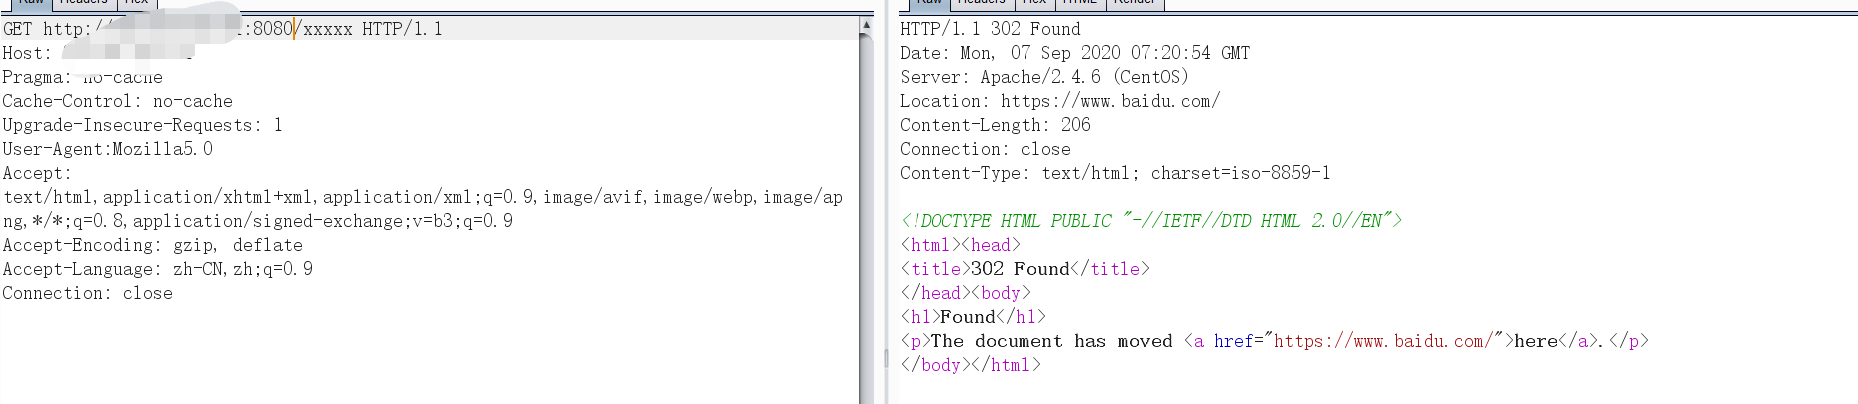 Raw Headers Hex
GET http:/ :8080/xxxxx HTTP/1.1
Host:
Pragma: no-cache
Cache-Control: no-cache
Upgrade-Insecure-Requests: 1
User-Agent:Mozilla5.0
Accept:
text/html,application/xhtml+xml,application/xml;q=0.9,image/avif,image/webp,image/ap
ng,*/*;q=0.8,application/signed-exchange;v=b3;q=0.9
Accept-Encoding: gzip, deflate
Accept-Language: zh-CN,zh;q=0.9
Connection: close
Raw Headers Hex HTML Render
HTTP/1.1 302 Found
Date: Mon, 07 Sep 2020 07:20:54 GMT
Server: Apache/2.4.6 (CentOS)
Location: https://www.baidu.com/
Content-Length: 206
Connection: close
Content-Type: text/html; charset=iso-8859-1
<!DOCTYPE HTML PUBLIC "-//IETF//DTD HTML 2.0//EN">
<html><head>
<title>302 Found</title>
</head><body>
<h1>Found</h1>
<p>The document has moved <a href="https://www.baidu.com/">here</a>.</p>
</body></html>